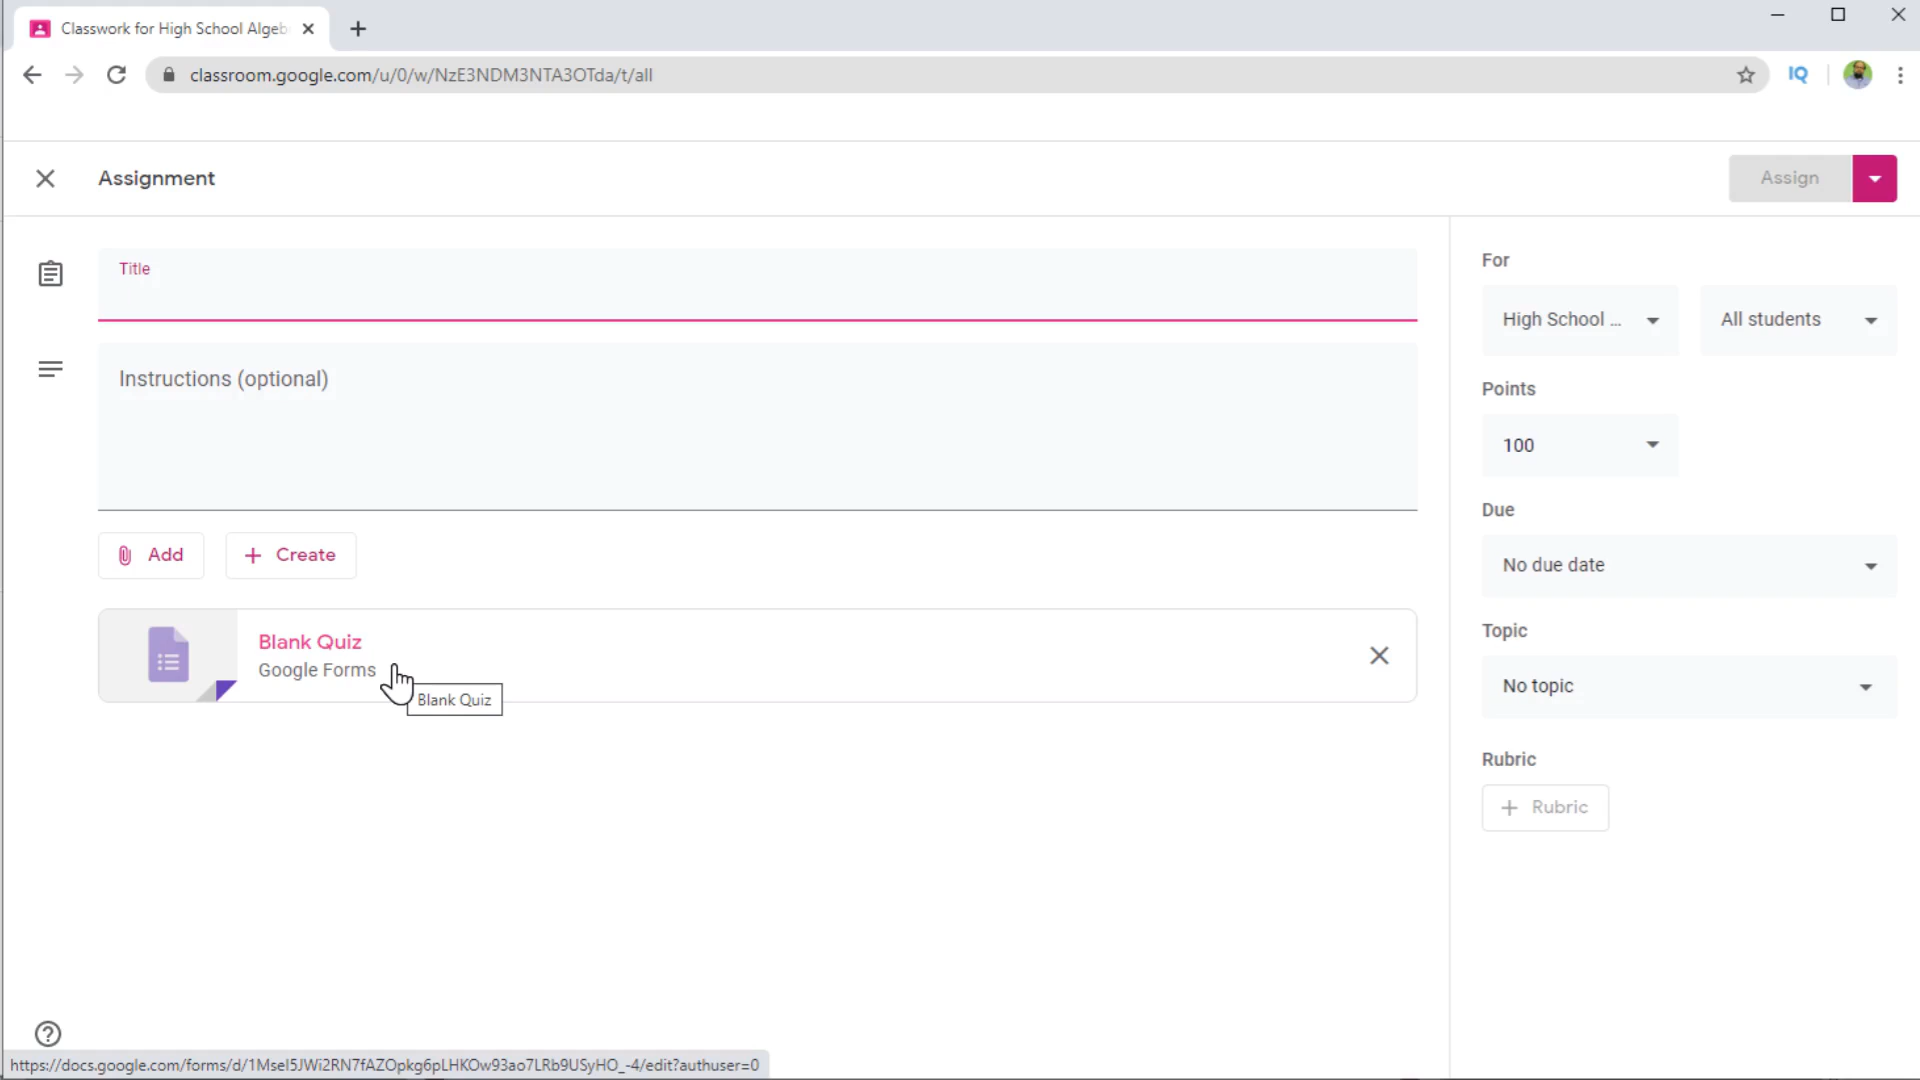 Classwork for High School Algeb
classroom.google.com/u/0/w/NzE3NDM3NTA3OTda/t/all
IQ
Assignment
Assign
Title
Instructions (optional)
Add
Create
Blank Quiz
Google Forms
Blank Quiz
For
High School ...
All students
Points
100
Due
No due date
Topic
No topic
Rubric
Rubric
https://docs.google.com/forms/d/1MseI5JWi2RN7fAZOpkg6pLHKOw93ao7LRb9USyHO_-4/edit?authuser=0